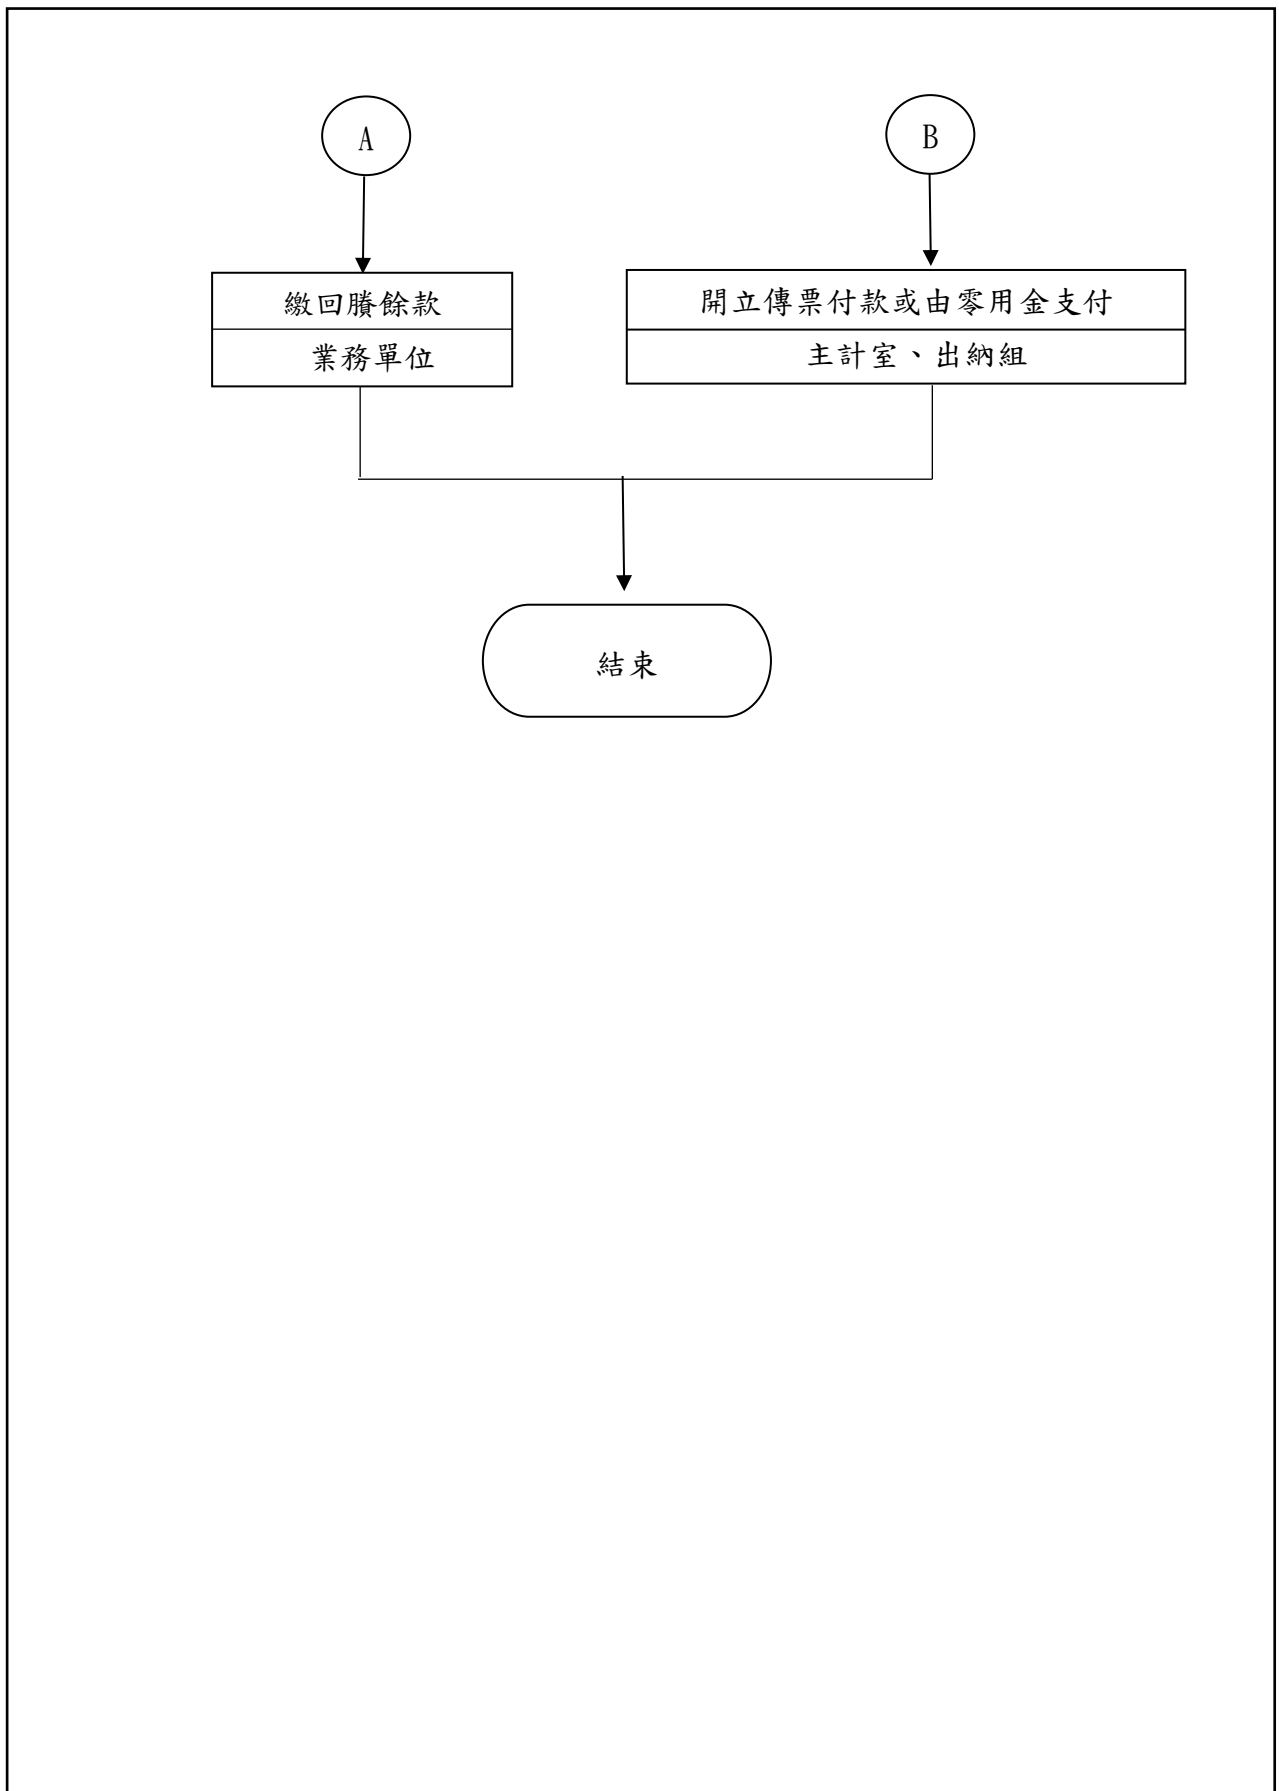 A
B
繳回賸餘款
業務單位
開立傳票付款或由零用金支付
主計室、出納組
結束